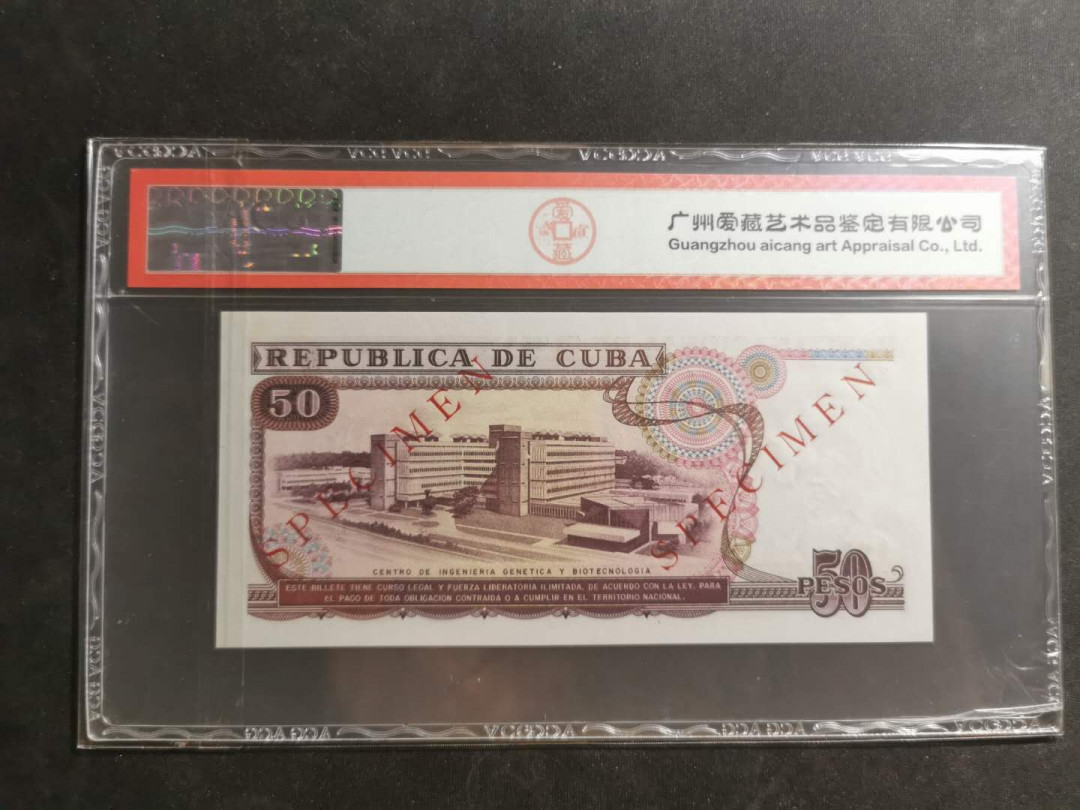 爱藏
广州爱藏艺术品鉴定有限公司
Guangzhou aicang art Appraisal Co., Ltd.
REPUBLICA DE CUBA
50
SPECIMEN
SPECIMEN
CENTRO DE INGENIERIA GENETICA Y BIOTECNOLOGIA
ESTE BILLETE TIENE CURSO LEGAL Y FUERZA LIBERATORIA ILIMITADA, DE ACUERDO CON LA LEY, PARA
EL PAGO DE TODA OBLIGACION CONTRAIDA O A CUMPLIR EN EL TERRITORIO NACIONAL.
50
PESOS